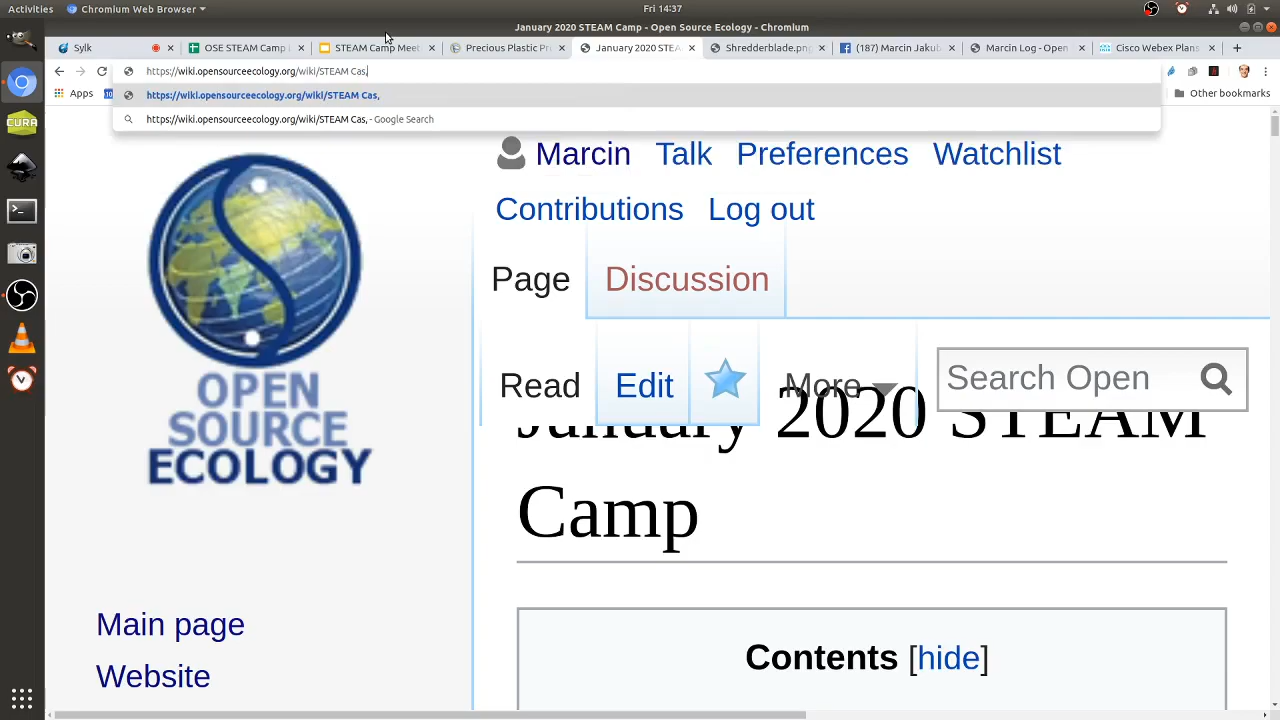 Activities Chromium Web Browser Fri 14:37
January 2020 STEAM Camp - Open Source Ecology - Chromium
Sylk OSE STEAM Camp STEAM Camp Meet Precious Plastic Pr January 2020 STEA Shredderblade.png (187) Marcin Jakub Marcin Log - Open Cisco Webex Plans
https://wiki.opensourceecology.org/wiki/STEAM Cas,
Apps Other bookmarks
https://wiki.opensourceecology.org/wiki/STEAM Cas,
https://wiki.opensourceecology.org/wiki/STEAM Cas, - Google Search
CURA
OPEN
SOURCE
ECOLOGY
Main page
Website
Marcin Talk Preferences Watchlist
Contributions Log out
Page Discussion
Read Edit More Search Open
January 2020 STEAM
Camp
Contents [hide]